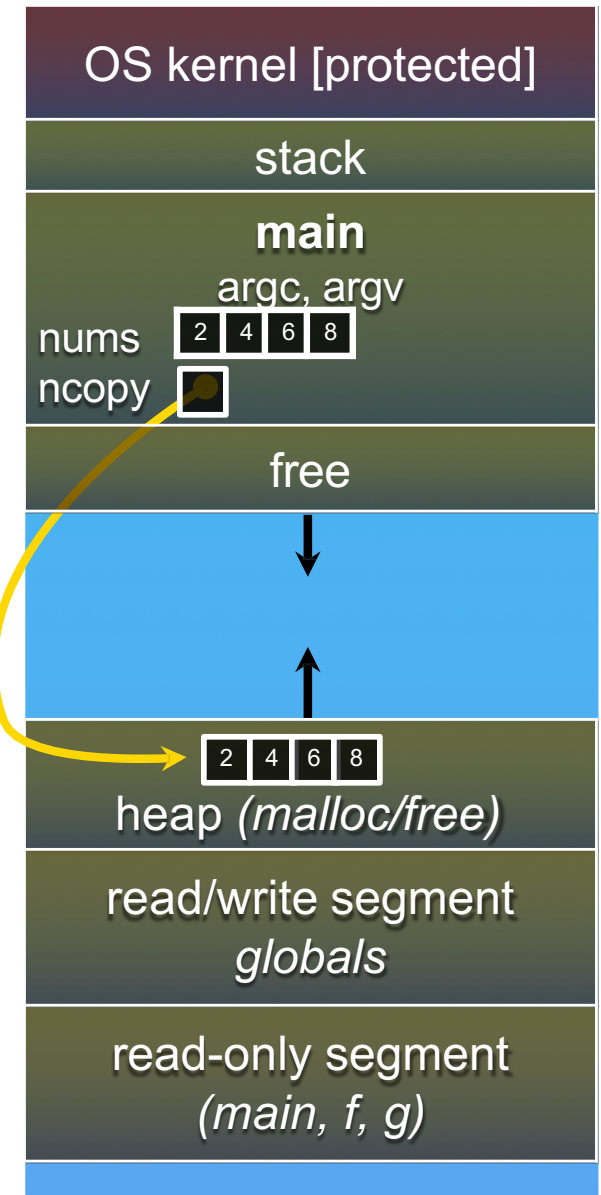 OS kernel [protected]
stack
main
argc, argv
nums 2 4 6 8
ncopy
free
2 4 6 8
heap (malloc/free)
read/write segment
globals
read-only segment
(main, f, g)